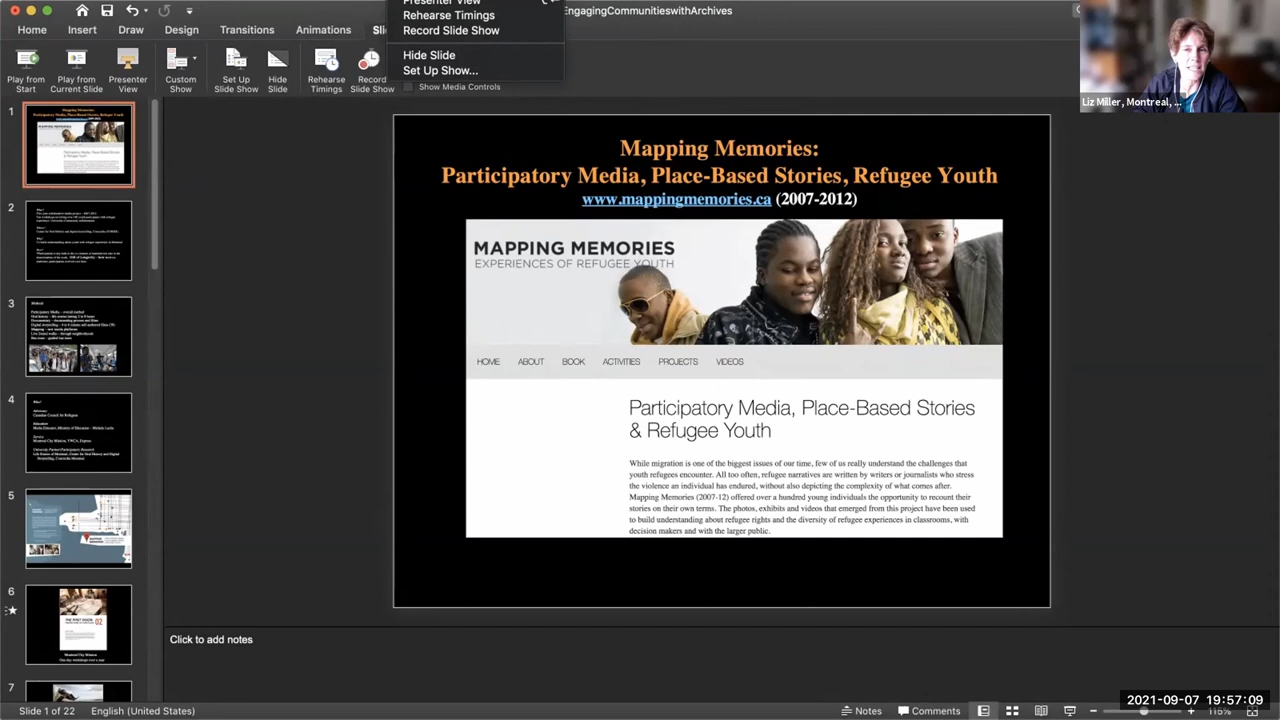 EngagingCommunitieswithArchives
Presenter View
Rehearse Timings
Record Slide Show
Hide Slide
Set Up Show...
Show Media Controls
Home Insert Draw Design Transitions Animations
Play from Start
Play from Current Slide
Presenter View
Custom Show
Set Up Slide Show
Hide Slide
Rehearse Timings
Record Slide Show
Liz Miller, Montreal, ...
1
2
3
4
5
6
7
Mapping Memories:
Participatory Media, Place-Based Stories, Refugee Youth
www.mappingmemories.ca (2007-2012)
MAPPING MEMORIES
EXPERIENCES OF REFUGEE YOUTH
HOME ABOUT BOOK ACTIVITIES PROJECTS VIDEOS
Participatory Media, Place-Based Stories
& Refugee Youth
While migration is one of the biggest issues of our time, few of us really understand the challenges that
youth refugees encounter. All too often, refugee narratives are written by writers or journalists who stress
the violence an individual has endured, without also depicting the complexity of what comes after.
Mapping Memories (2007-12) offered over a hundred young individuals the opportunity to recount their
stories on their own terms. The photos, exhibits and videos that emerged from this project have been used
to build understanding about refugee rights and the diversity of refugee experiences in classrooms, with
decision makers and with the larger public.
Click to add notes
Slide 1 of 22 English (United States)
Notes Comments
2021-09-07 19:57:09
115%